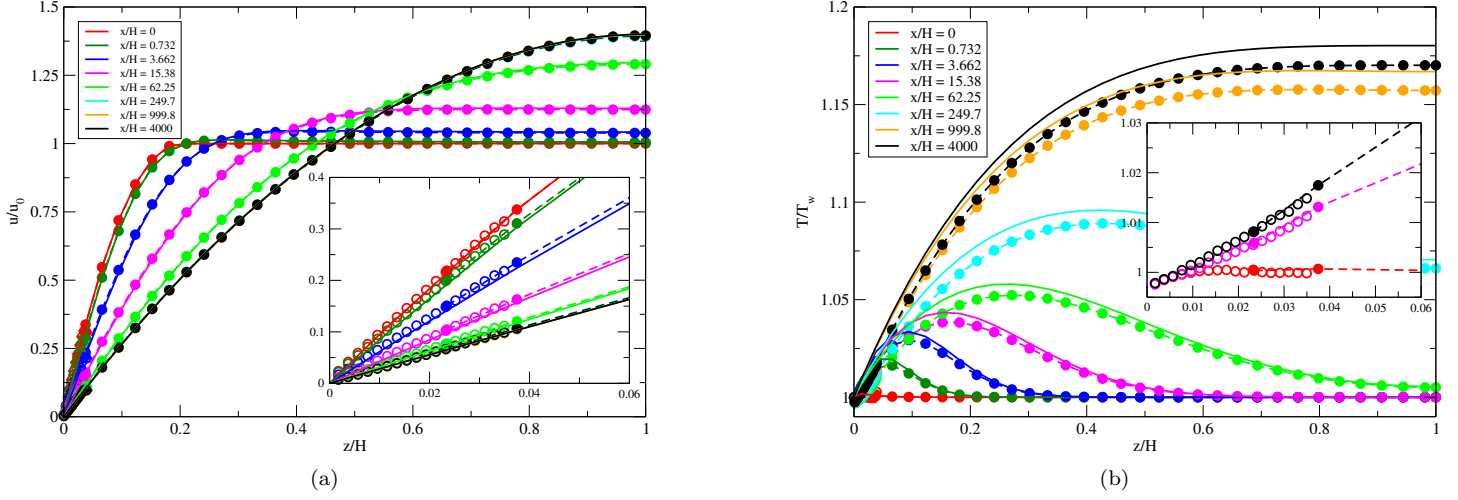 1.5
1.25
1
0.75
0.5
0.25
0
u/u0
x/H = 0
x/H = 0.732
x/H = 3.662
x/H = 15.38
x/H = 62.25
x/H = 249.7
x/H = 999.8
x/H = 4000
0.4
0.3
0.2
0.1
0
0 0.02 0.04 0.06
0 0.2 0.4 0.6 0.8 1
z/H
(a)
1.2
1.15
1.1
1.05
1
T/Tw
x/H = 0
x/H = 0.732
x/H = 3.662
x/H = 15.38
x/H = 62.25
x/H = 249.7
x/H = 999.8
x/H = 4000
1.03
1.02
1.01
1
0 0.01 0.02 0.03 0.04 0.05 0.06
0 0.2 0.4 0.6 0.8 1
z/H
(b)